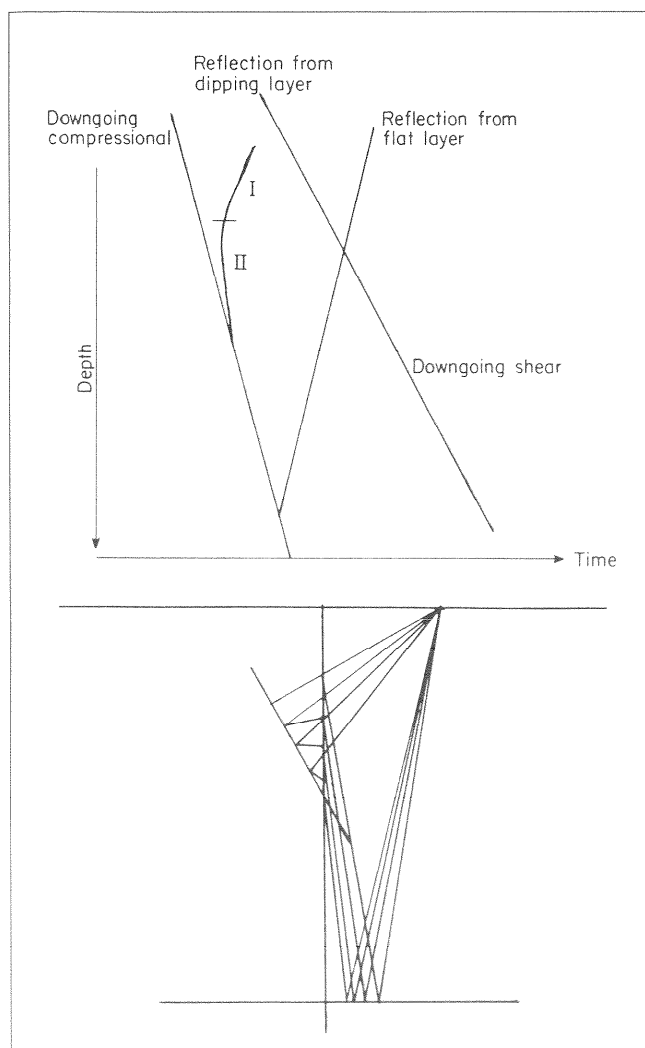 Reflection from
dipping layer
Downgoing
compressional
Reflection from
flat layer
I
II
Depth
Downgoing shear
Time